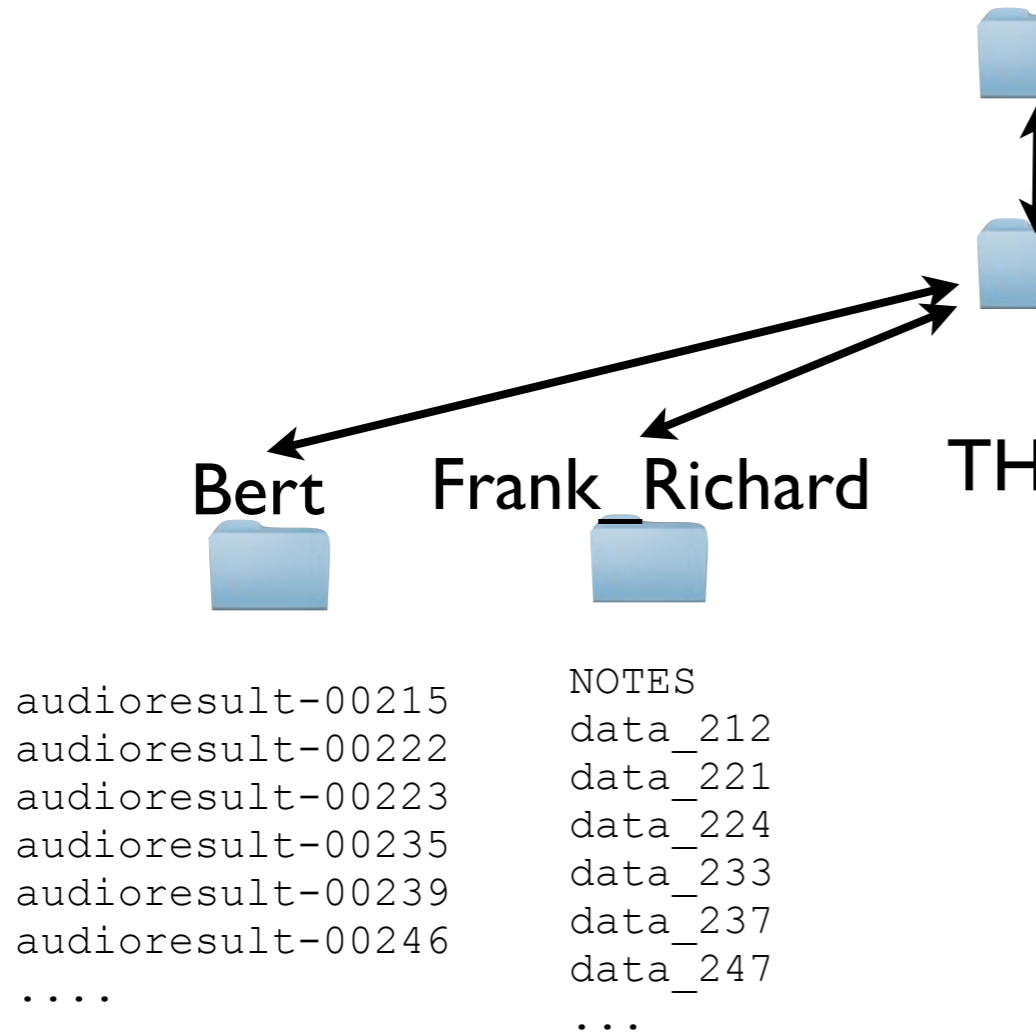 Bert
Frank_Richard
TH
audioresult-00215
audioresult-00222
audioresult-00223
audioresult-00235
audioresult-00239
audioresult-00246
....
NOTES
data_212
data_221
data_224
data_233
data_237
data_247
...